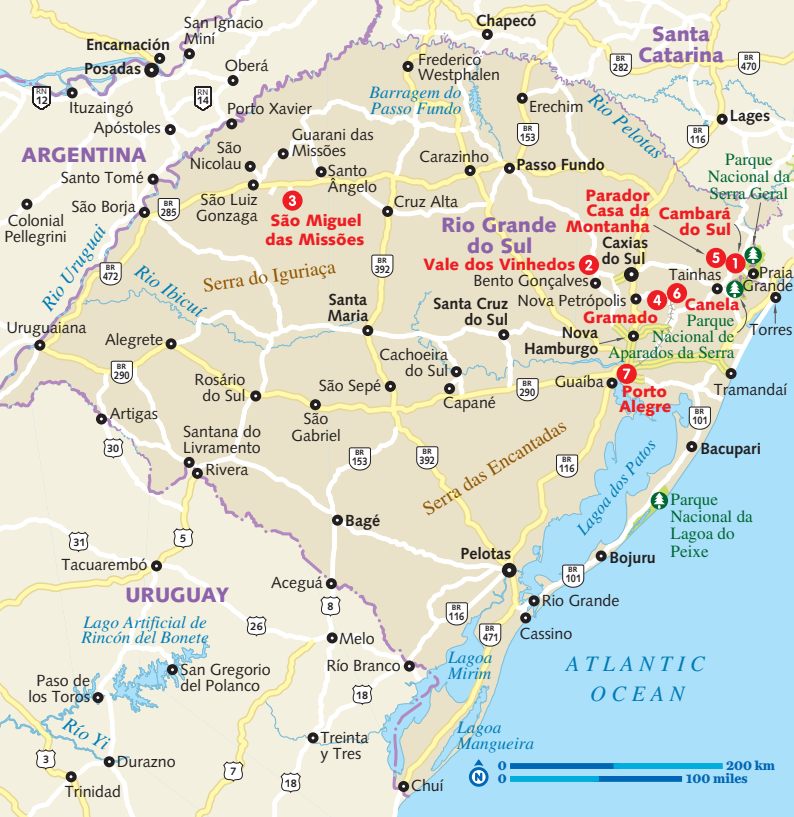 San Ignacio
Miní
Chapecó
Santa
Catarina
Encarnación
Posadas
Oberá
Frederico
Westphalen
BR
282
BR
470
RN
12
RN
14
Barragem do
Passo Fundo
Ituzaingó
Porto Xavier
Erechim
Rio Pelotas
Lages
Apóstoles
Guarani das
Missões
BR
153
BR
116
ARGENTINA
São
Nicolau
Carazinho
Passo Fundo
Parque
Nacional da
Serra Geral
Santo Tomé
Santo
Ângelo
São Borja
BR
285
São Luiz
Gonzaga
3
São Miguel
das Missões
Cruz Alta
Parador
Casa da
Montanha
Cambará
do Sul
Colonial
Pellegrini
Rio Grande
do Sul
Caxias
do Sul
Rio Uruguai
BR
472
Rio Ibicuí
Serra do Iguriaça
BR
392
Vale dos Vinhedos
2
5
1
Bento Gonçalves
Tainhas
Praia
Grande
Nova Petrópolis
4
6
Canela
Santa
Maria
Santa Cruz
do Sul
Gramado
Parque
Nacional de
Aparados da Serra
Torres
Uruguaiana
Alegrete
Nova
Hamburgo
Cachoeira
do Sul
BR
290
Rosário
do Sul
São Sepé
Capané
BR
290
Guaíba
7
Porto
Alegre
Tramandaí
Artigas
São
Gabriel
BR
101
30
Santana do
Livramento
Rivera
BR
153
BR
392
Serra das Encantadas
BR
116
Lagoa dos Patos
Bacupari
Parque
Nacional da
Lagoa do
Peixe
Bagé
5
31
Tacuarembó
Pelotas
Bojuru
BR
101
Aceguá
URUGUAY
8
Rio Grande
Lago Artificial de
Rincón del Bonete
26
BR
116
BR
471
Cassino
Melo
Río Branco
Lagoa
Mirim
ATLANTIC
OCEAN
San Gregorio
del Polanco
Paso de
los Toros
18
Río Yi
Treinta
y Tres
Lagoa
Mangueira
3
Durazno
7
18
Trinidad
Chuí
N
0
200 km
0
100 miles